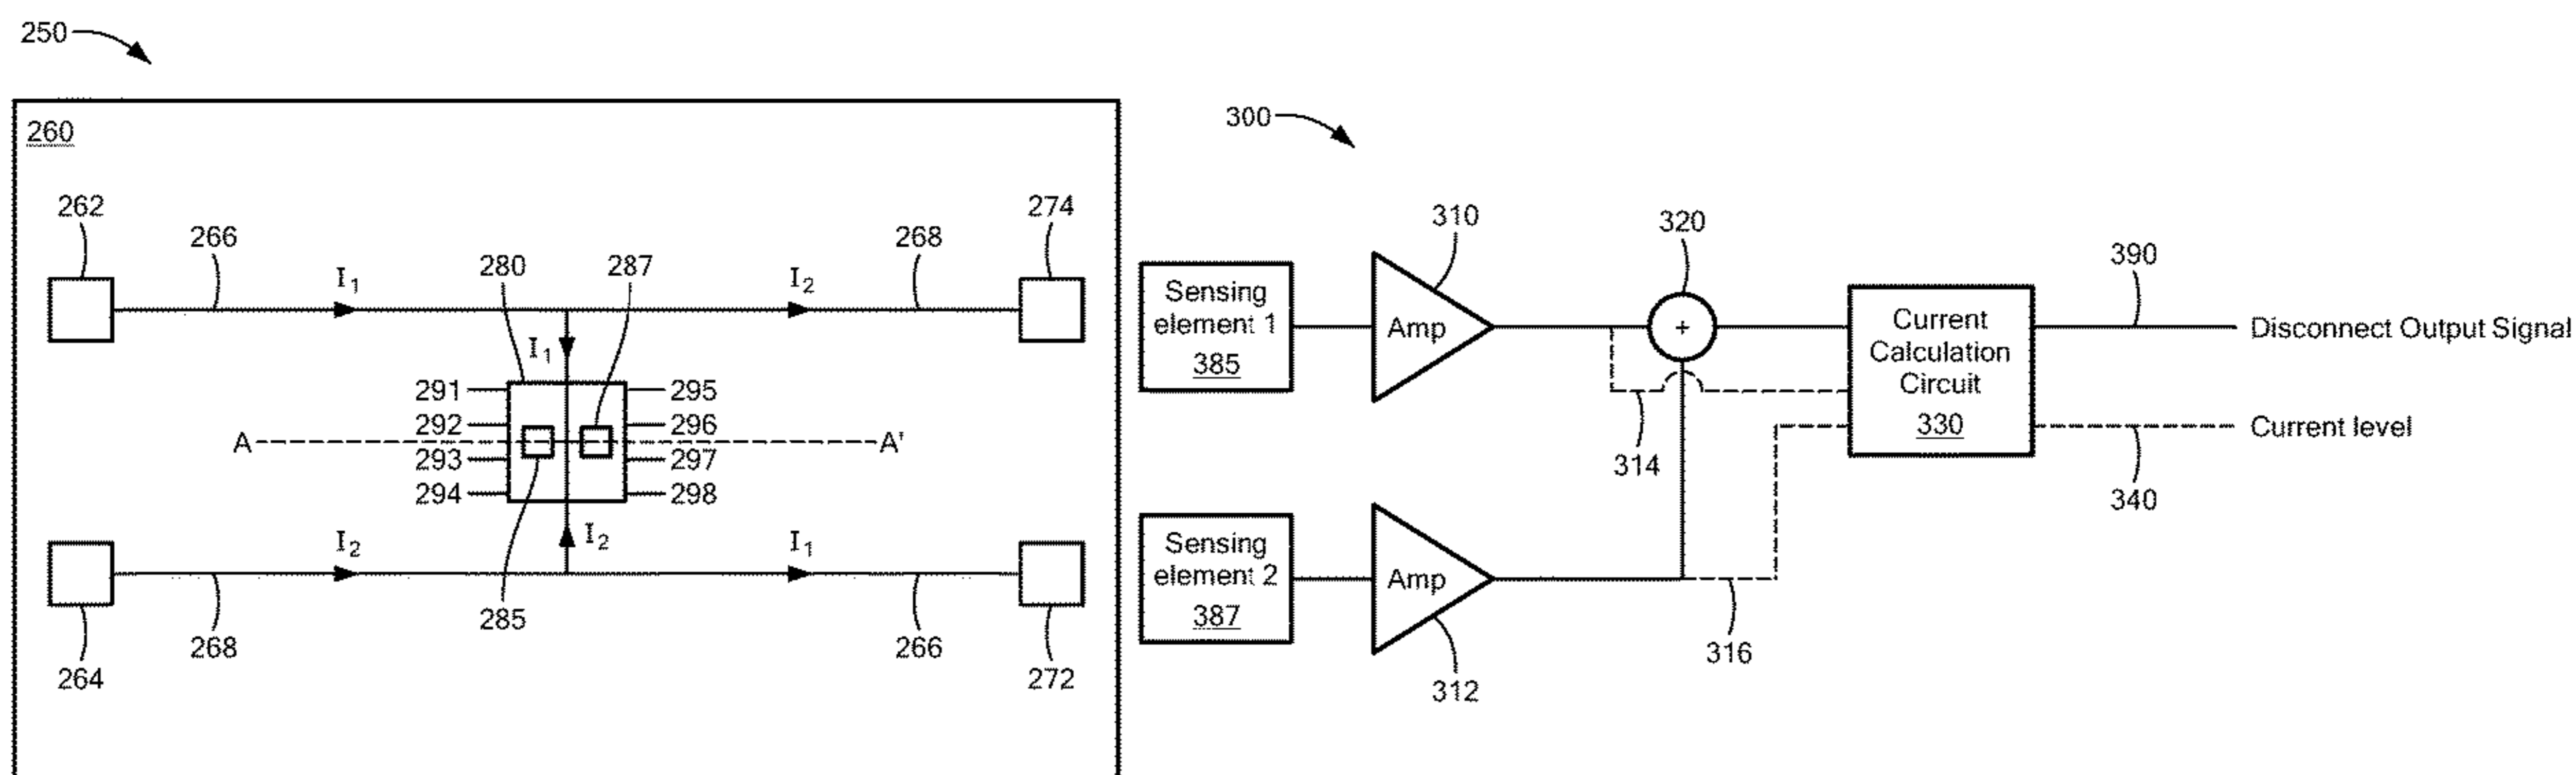 250
260
262
266
I1
280
287
I2
268
274
I1
291
292
293
294
295
296
297
298
A
A'
I2
I2
I1
264
268
285
266
272
300
310
320
390
Sensing
element 1
385
Amp
+
Current
Calculation
Circuit
330
Disconnect Output Signal
314
Current level
340
Sensing
element 2
387
Amp
316
312